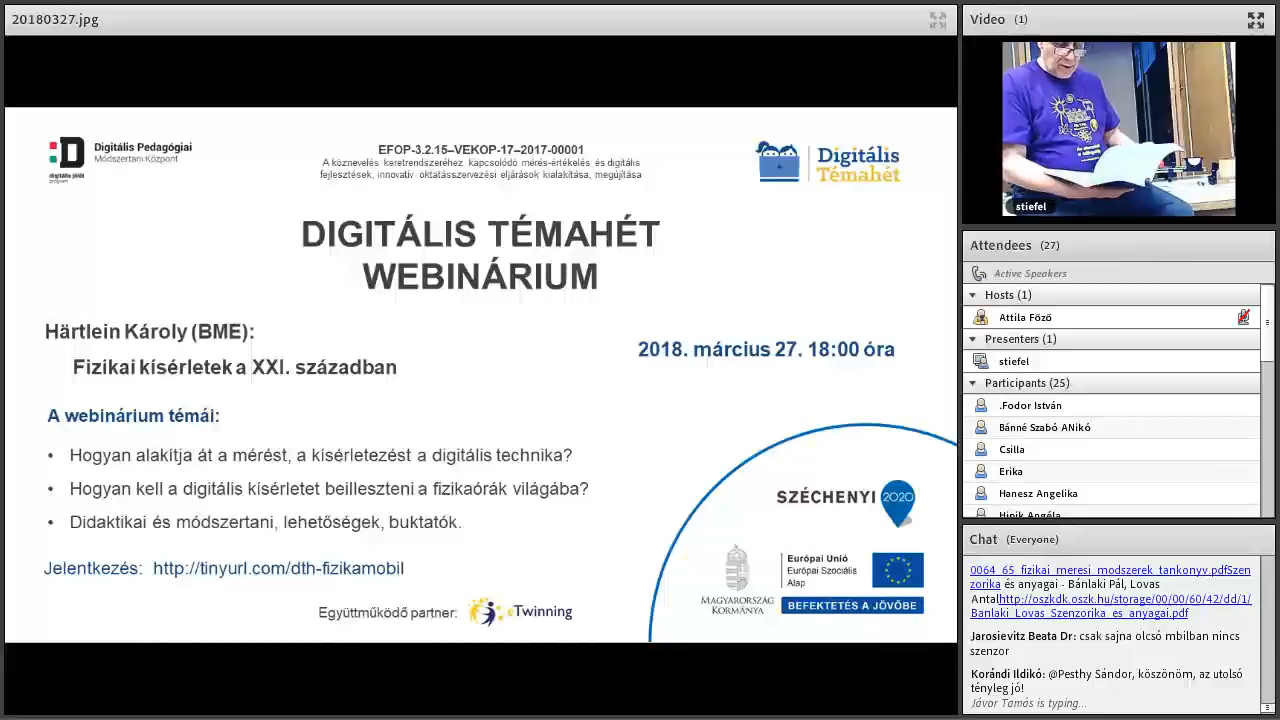 20180327.jpg
Digitális Pedagógiai
Módszertani Központ
digitális jólét
program
EFOP-3.2.15–VEKOP-17–2017-00001
A köznevelés keretrendszeréhez kapcsolódó mérés-értékelés és digitális
fejlesztések, innovatív oktatásszervezési eljárások kialakítása, megújítása
Digitális
Témahét
DIGITÁLIS TÉMAHÉT
WEBINÁRIUM
Härtlein Károly (BME):
Fizikai kísérletek a XXI. században
2018. március 27. 18:00 óra
A webinárium témái:
• Hogyan alakítja át a mérést, a kísérletezést a digitális technika?
• Hogyan kell a digitális kísérletet beilleszteni a fizikaórák világába?
• Didaktikai és módszertani, lehetőségek, buktatók.
Jelentkezés: http://tinyurl.com/dth-fizikamobil
Együttműködő partner:
eTwinning
SZÉCHENYI 2020
MAGYARORSZÁG
KORMÁNYA
Európai Unió
Európai Szociális
Alap
BEFEKTETÉS A JÖVŐBE
Video (1)
stiefel
Attendees (27)
Active Speakers
Hosts (1)
Attila Főző
Presenters (1)
stiefel
Participants (25)
.Fodor István
Bánné Szabó ANikó
Csilla
Erika
Hanesz Angelika
Hipik Angéla
Chat (Everyone)
0064_65_fizikai_meresi_modszerek_tankonyv.pdfSzen
zorika és anyagai - Bánlaki Pál, Lovas
Antalhttp://oszkdk.oszk.hu/storage/00/00/60/42/dd/1/
Banlaki_Lovas_Szenzorika_es_anyagai.pdf
Jarosievitz Beata Dr: csak sajna olcsó mbilban nincs
szenzor
Korándi Ildikó: @Pesthy Sándor, köszönöm, az utolsó
tényleg jó!
Jávor Tamás is typing...